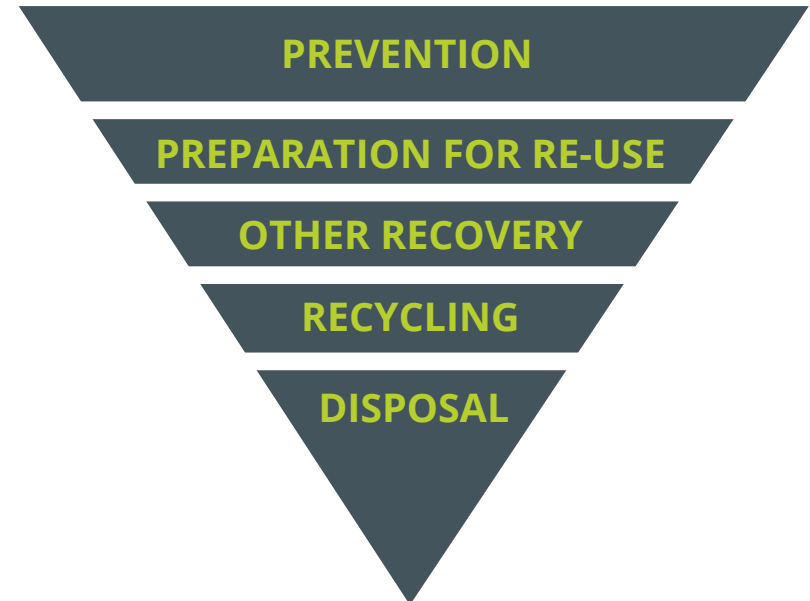 PREVENTION
PREPARATION FOR RE-USE
OTHER RECOVERY
RECYCLING
DISPOSAL